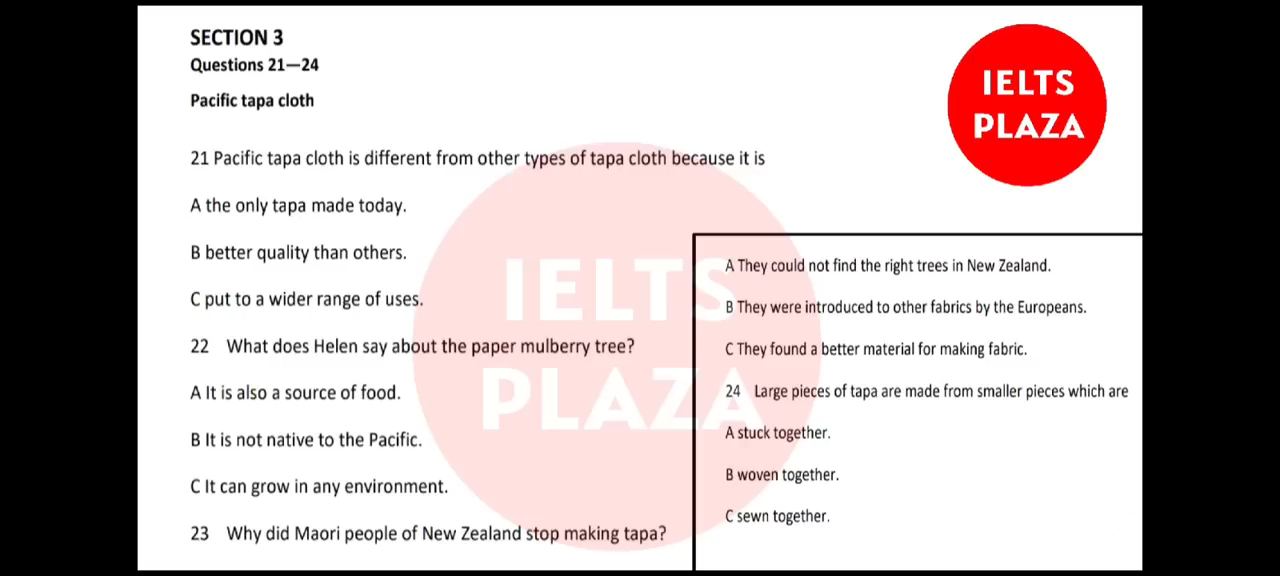 SECTION 3
Questions 21—24
Pacific tapa cloth
21 Pacific tapa cloth is different from other types of tapa cloth because it is
A the only tapa made today.
B better quality than others.
C put to a wider range of uses.
22 What does Helen say about the paper mulberry tree?
A It is also a source of food.
B It is not native to the Pacific.
C It can grow in any environment.
23 Why did Maori people of New Zealand stop making tapa?
A They could not find the right trees in New Zealand.
B They were introduced to other fabrics by the Europeans.
C They found a better material for making fabric.
24 Large pieces of tapa are made from smaller pieces which are
A stuck together.
B woven together.
C sewn together.
IELTS
PLAZA
IELTS
PLAZA